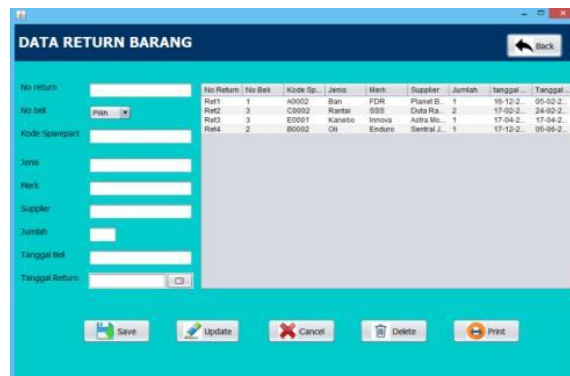 DATA RETURN BARANG
Back
No return
No beli
Pilih
Kode Sparepart
Jenis
Merk
Supplier
Jumlah
Tanggal Beli
Tanggal Return
No Return No Beli Kode Sp... Jenis Merk Supplier Jumlah tanggal... Tanggal...
Ret1 1 A0002 Ban FDR Planet B... 1 16-12-2... 05-02-2...
Ret2 3 C0002 Rantai SSS Duta Ra... 2 17-02-2... 24-02-2...
Ret3 3 E0001 Kanebo Innova Astra Mo... 1 17-04-2... 17-04-2...
Ret4 2 B0002 Oli Enduro Sentral J... 1 17-12-2... 05-06-2...
Save Update Cancel Delete Print